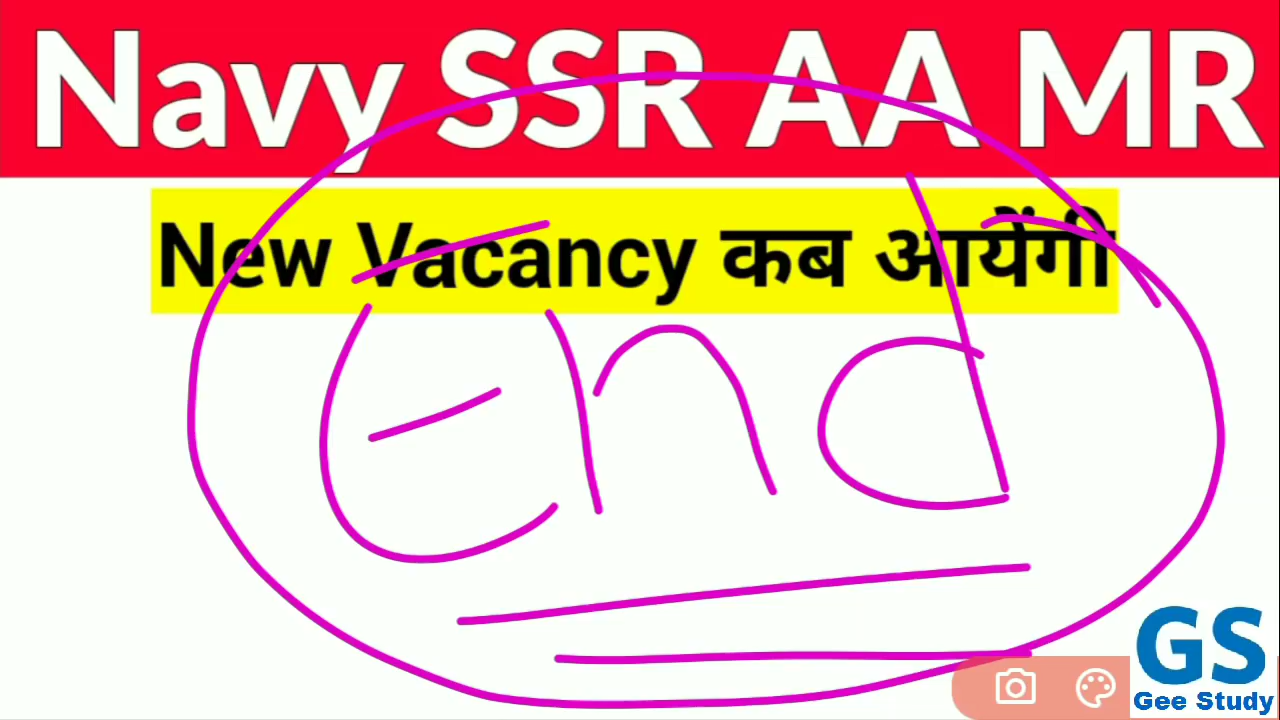 Navy SSR AA MR
New Vacancy कब आयेंगी
End
GS
Gee Study